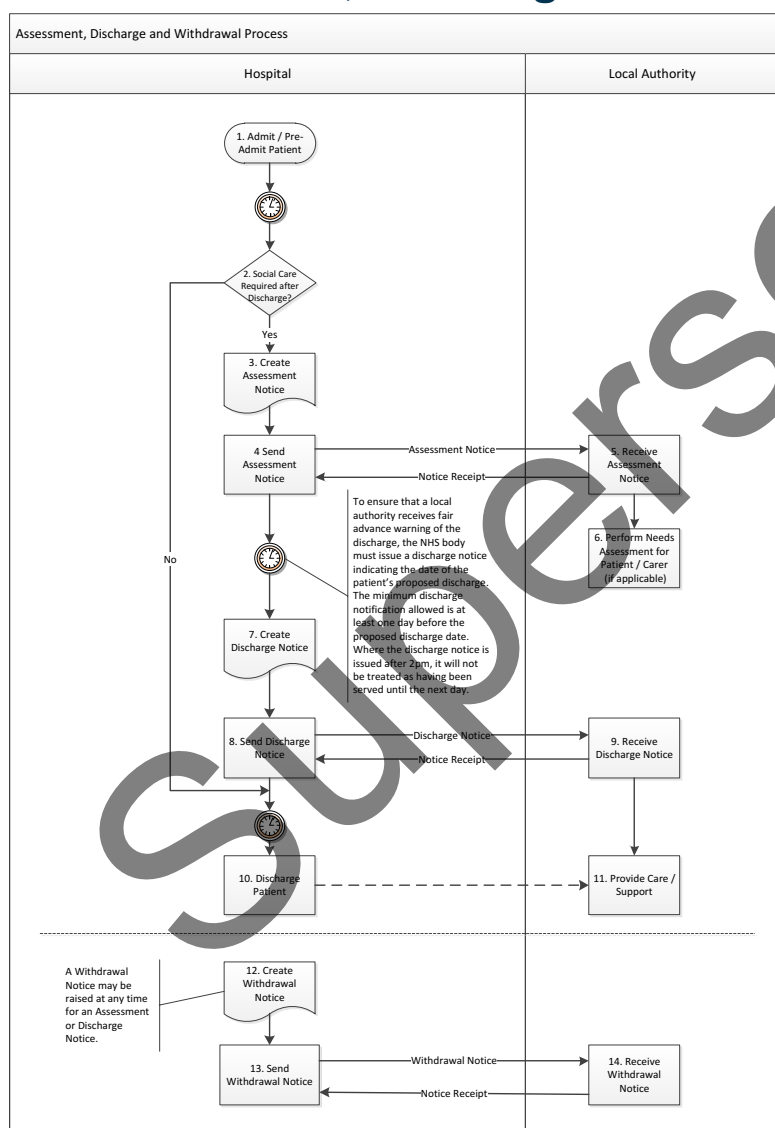 Assessment, Discharge and Withdrawal Process
Hospital
Local Authority
1. Admit / Pre-
Admit Patient
2. Social Care
Required after
Discharge?
Yes
No
3. Create
Assessment
Notice
4 Send
Assessment
Notice
Assessment Notice
Notice Receipt
5. Receive
Assessment
Notice
6. Perform Needs
Assessment for
Patient / Carer
(if applicable)
To ensure that a local
authority receives fair
advance warning of the
discharge, the NHS body
must issue a discharge notice
indicating the date of the
patient's proposed discharge.
The minimum discharge
notification allowed is at
least one day before the
proposed discharge date.
Where the discharge notice is
issued after 2pm, it will not
be treated as having been
served until the next day.
7. Create
Discharge Notice
8. Send Discharge
Notice
Discharge Notice
Notice Receipt
9. Receive
Discharge Notice
10. Discharge
Patient
11. Provide Care /
Support
A Withdrawal
Notice may be
raised at any time
for an Assessment
or Discharge
Notice.
12. Create
Withdrawal
Notice
13. Send
Withdrawal Notice
Withdrawal Notice
Notice Receipt
14. Receive
Withdrawal
Notice